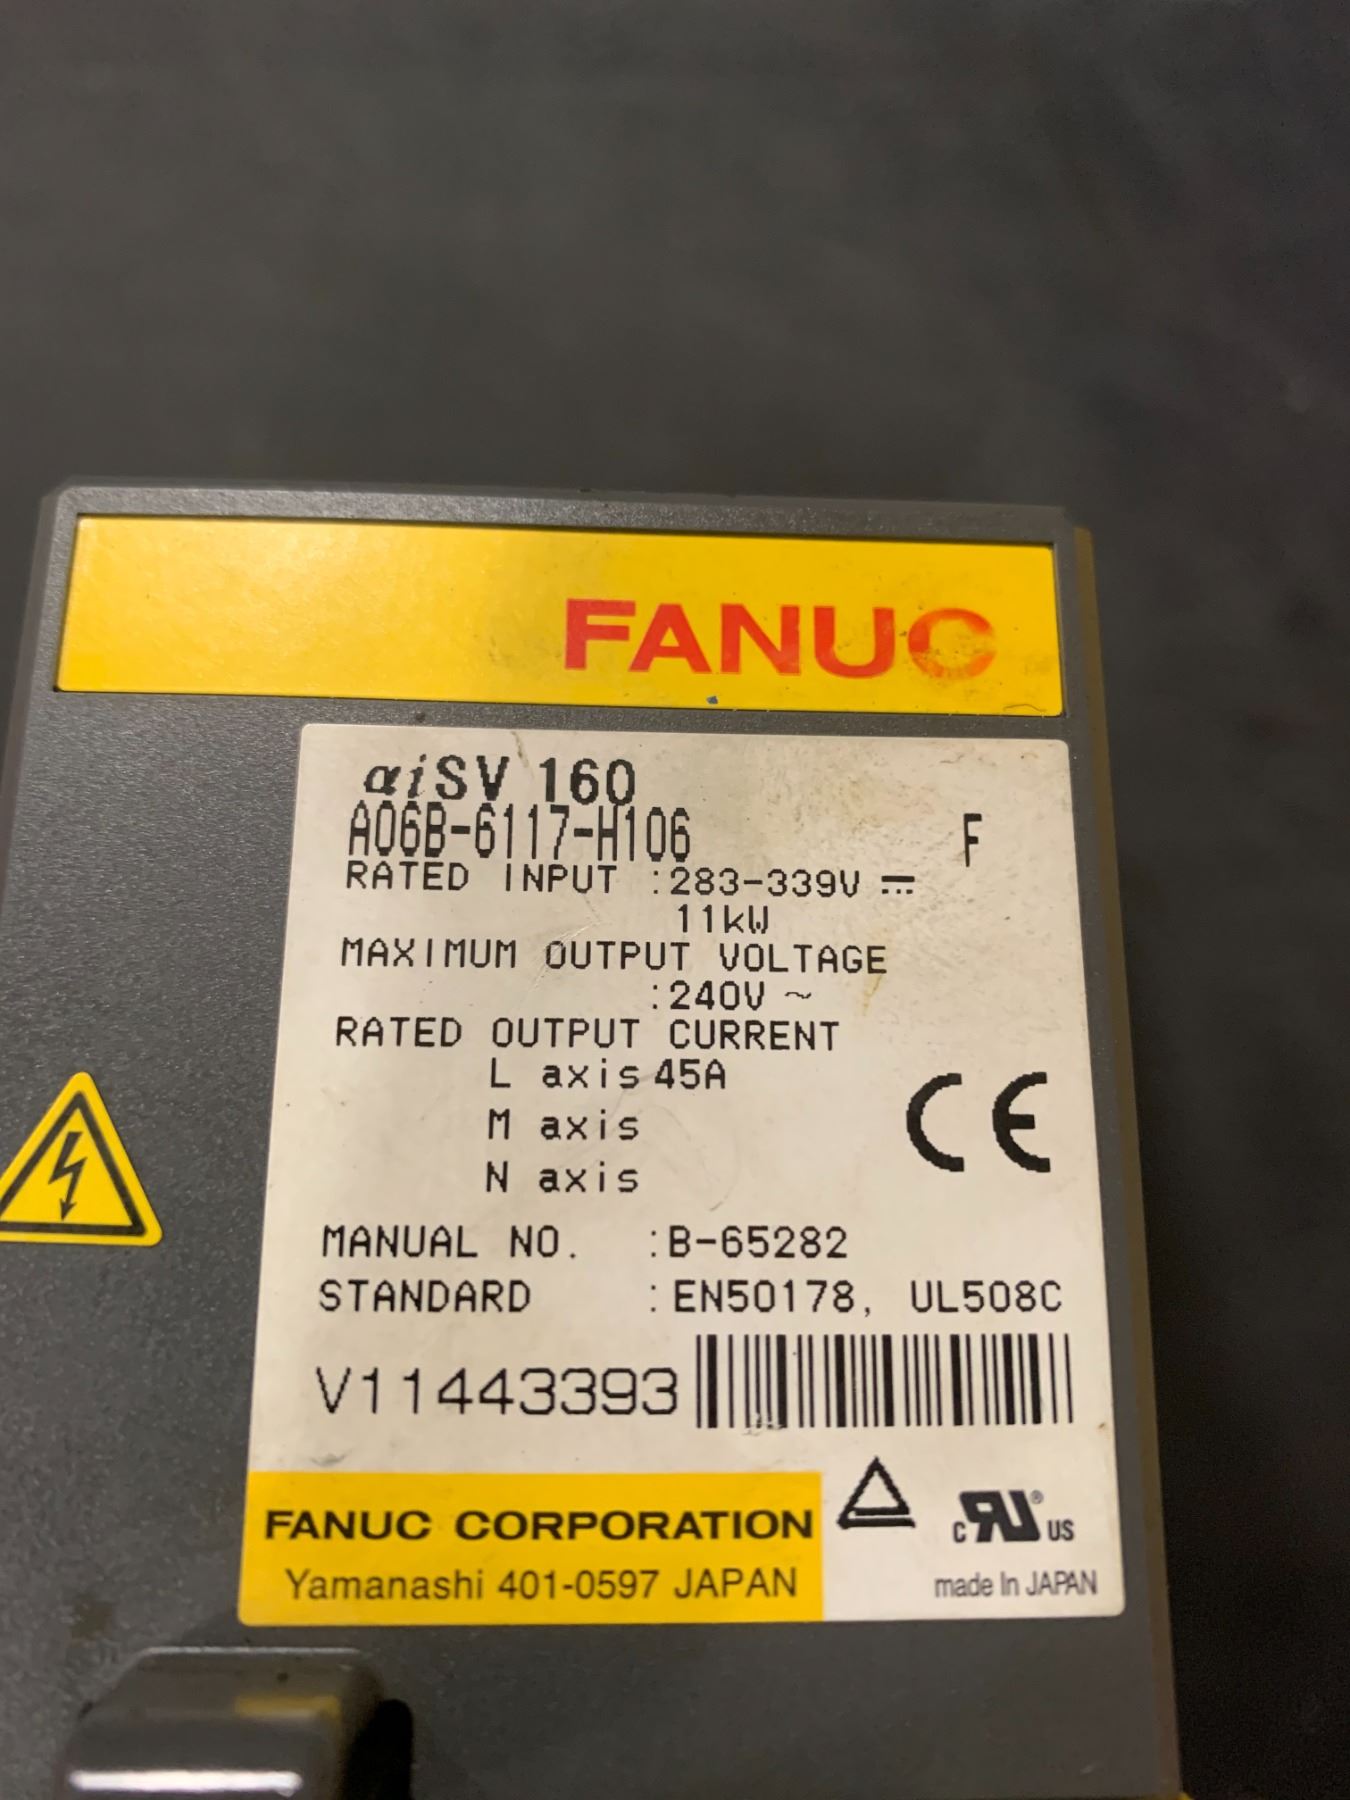 FANUC
αiSV 160
A06B-6117-H106 F
RATED INPUT :283-339V ⎓
11kW
MAXIMUM OUTPUT VOLTAGE
:240V ~
RATED OUTPUT CURRENT
L axis 45A
M axis
N axis
CE
MANUAL NO. :B-65282
STANDARD :EN50178, UL508C
V11443393
FANUC CORPORATION
Yamanashi 401-0597 JAPAN
c RU ® US
made In JAPAN